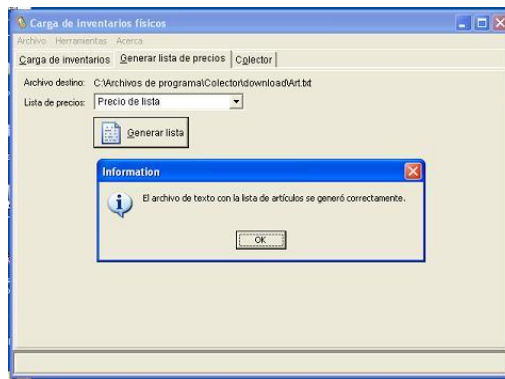 Carga de inventarios físicos
Archivo Herramientas Acerca
Carga de inventarios Generar lista de precios Colector
Archivo destino: C:\Archivos de programa\Colector\download\Art.txt
Lista de precios: Precio de lista
Generar lista
Information
El archivo de texto con la lista de artículos se generó correctamente.
OK